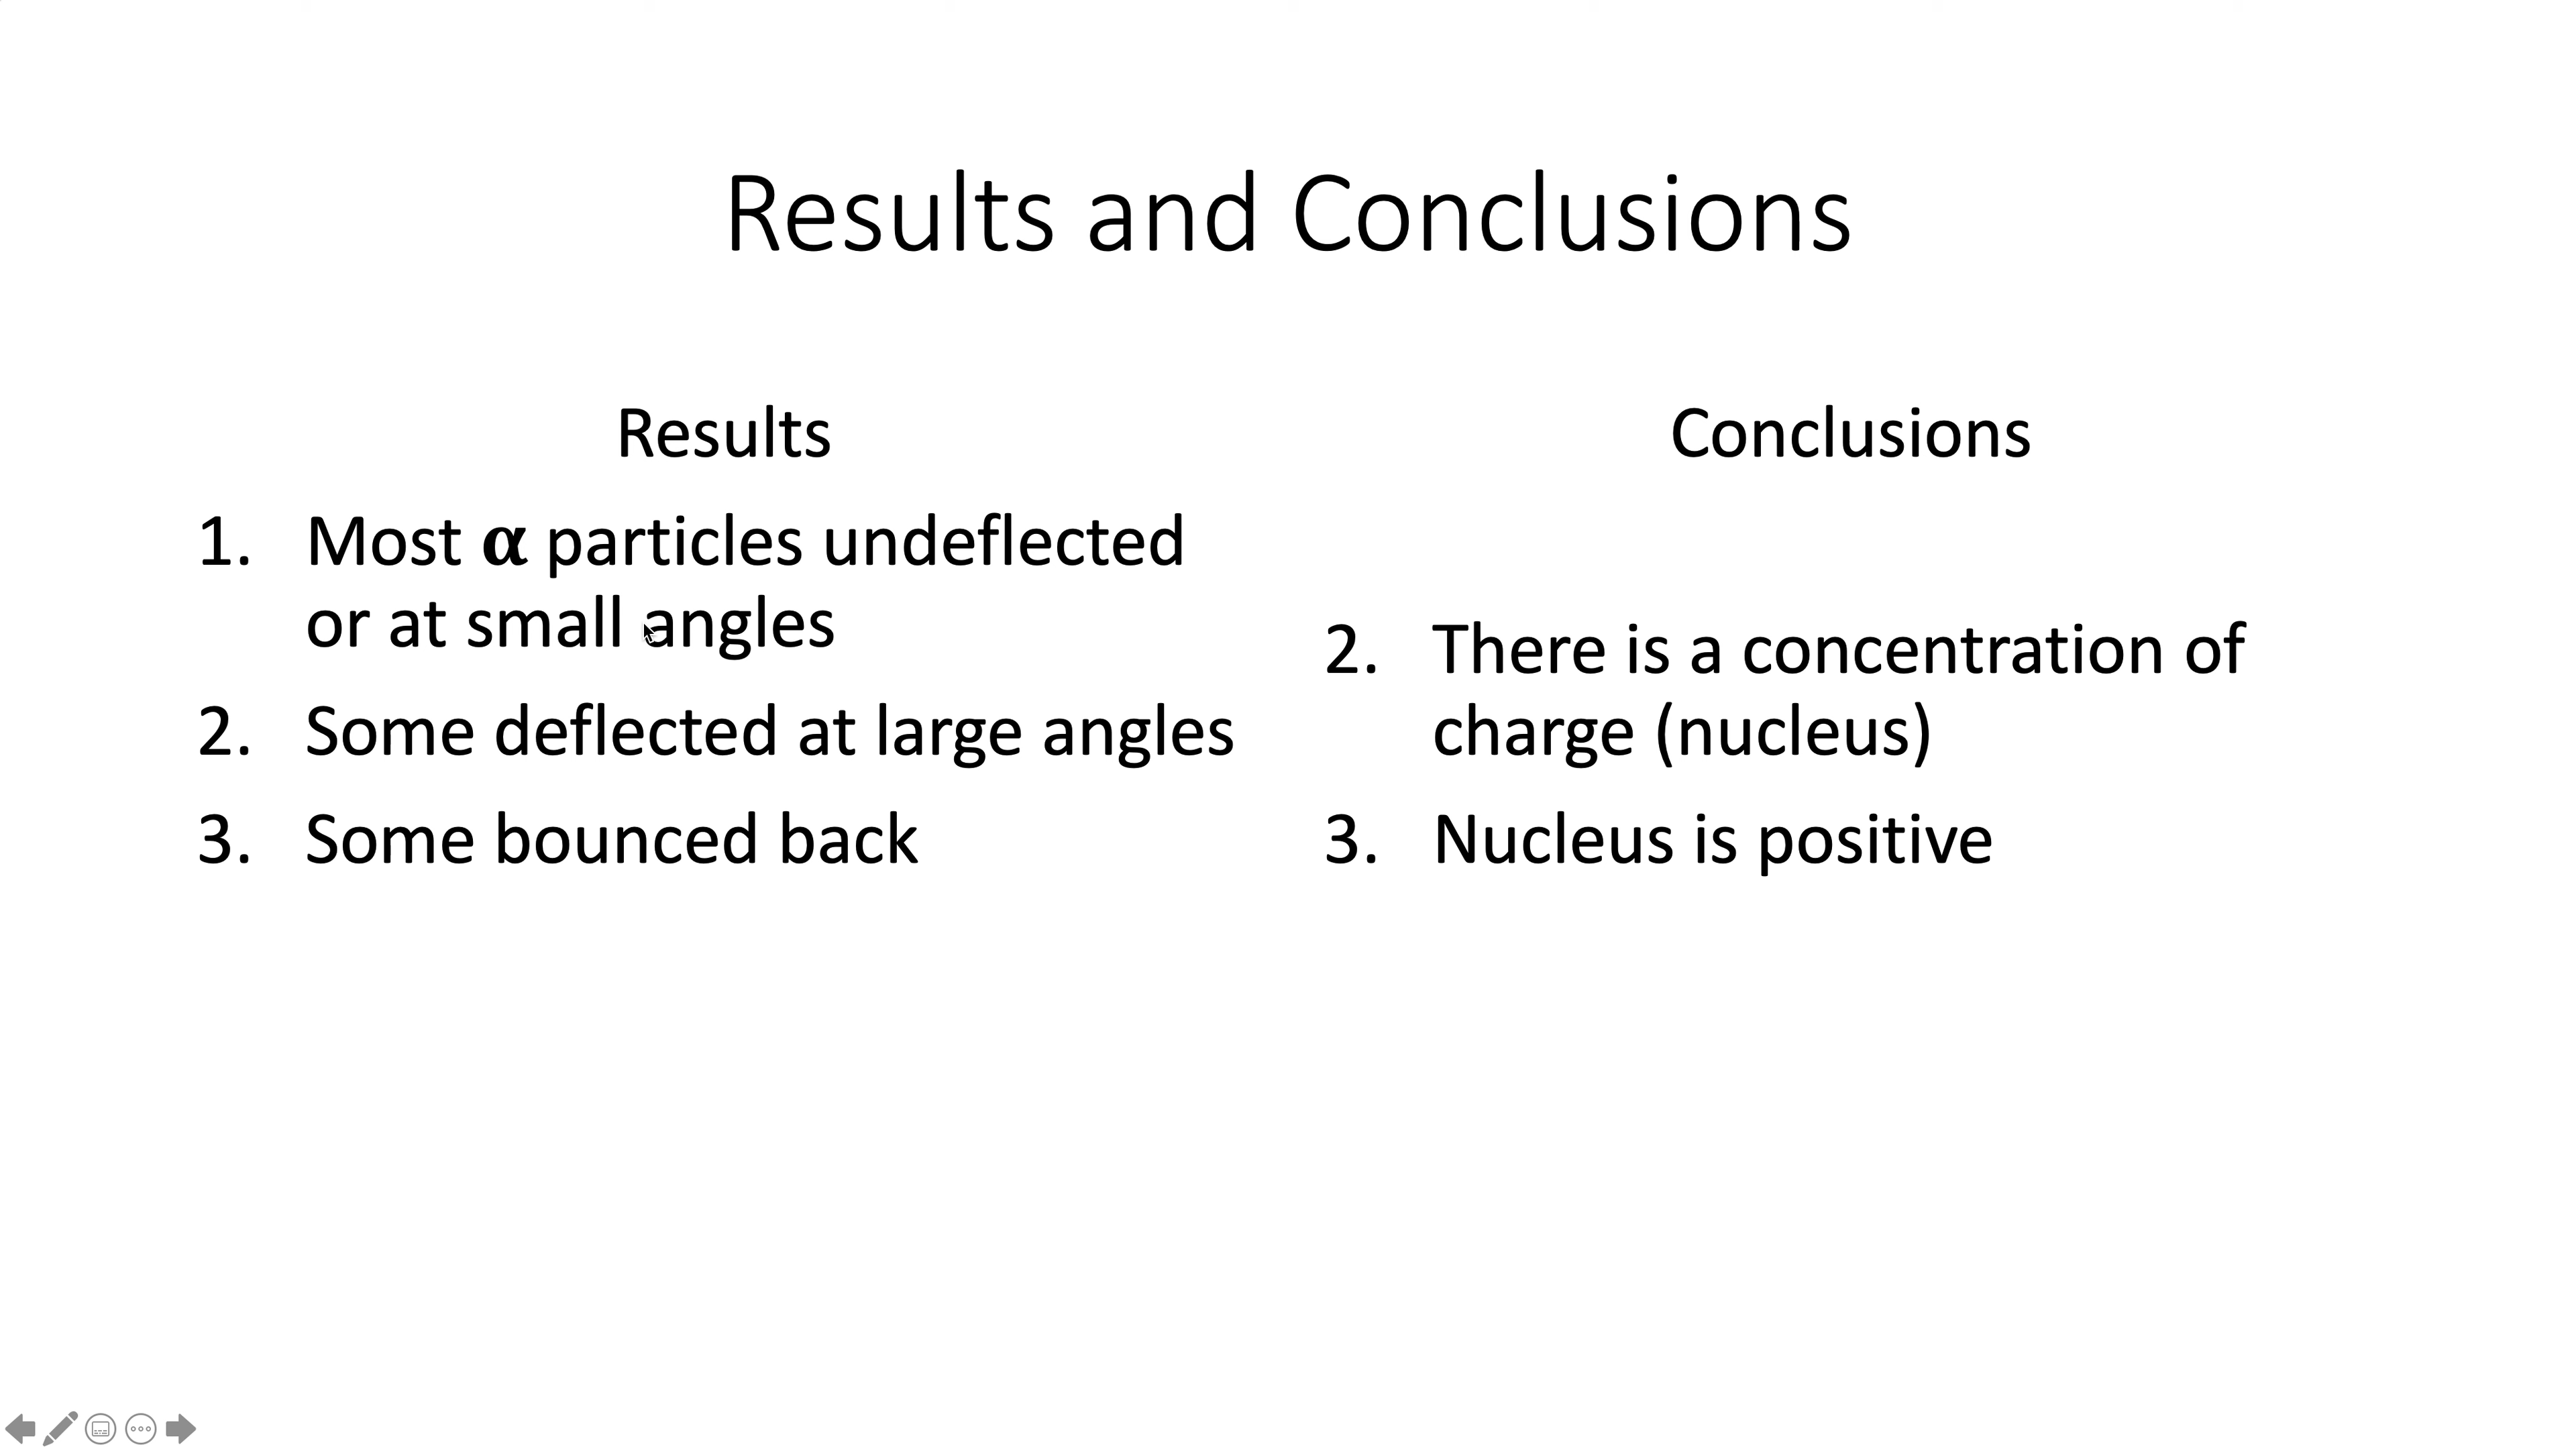 Results and Conclusions
Results
1. Most α particles undeflected
or at small angles
2. Some deflected at large angles
3. Some bounced back
Conclusions
2. There is a concentration of
charge (nucleus)
3. Nucleus is positive